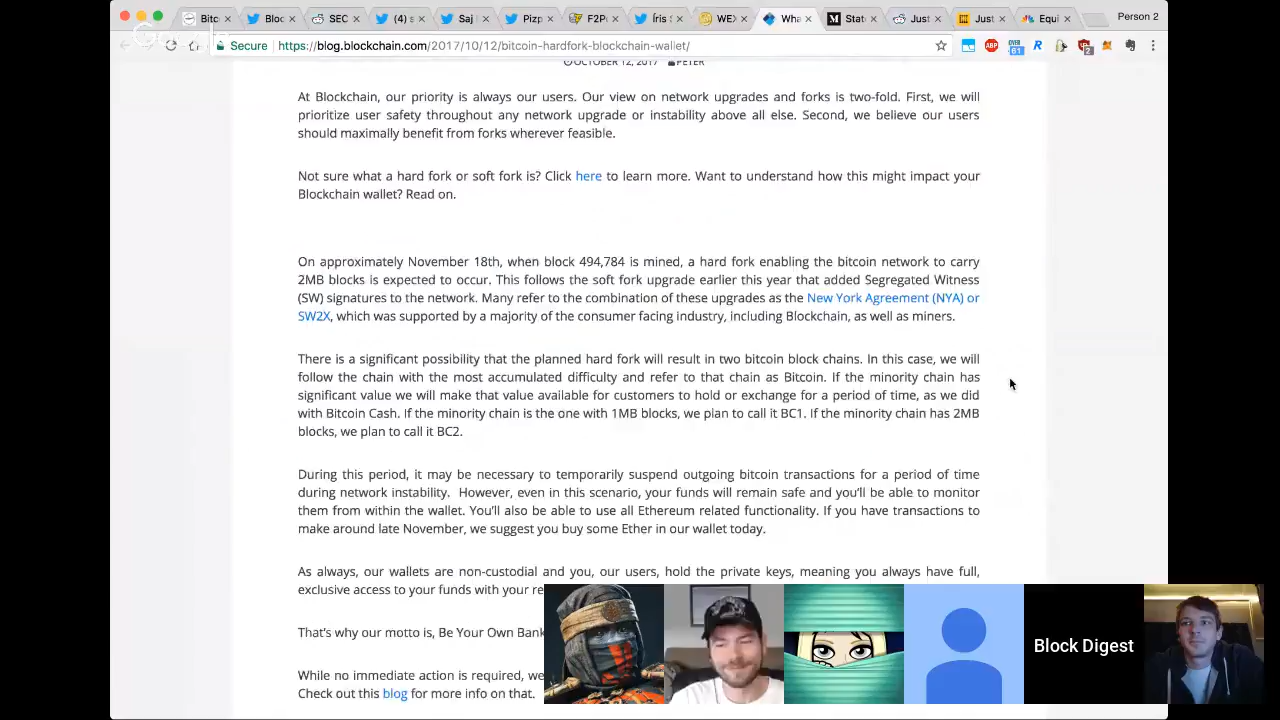 Bitc
Bloc
SEC
(4) s
Saj
Pizp
F2P
Íris S
WEX
Wha
State
Just
Just
Equi
Person 2
Secure
https://blog.blockchain.com/2017/10/12/bitcoin-hardfork-blockchain-wallet/
OCTOBER 12, 2017 PETER
At Blockchain, our priority is always our users. Our view on network upgrades and forks is two-fold. First, we will
prioritize user safety throughout any network upgrade or instability above all else. Second, we believe our users
should maximally benefit from forks wherever feasible.
Not sure what a hard fork or soft fork is? Click here to learn more. Want to understand how this might impact your
Blockchain wallet? Read on.
On approximately November 18th, when block 494,784 is mined, a hard fork enabling the bitcoin network to carry
2MB blocks is expected to occur. This follows the soft fork upgrade earlier this year that added Segregated Witness
(SW) signatures to the network. Many refer to the combination of these upgrades as the New York Agreement (NYA) or
SW2X, which was supported by a majority of the consumer facing industry, including Blockchain, as well as miners.
There is a significant possibility that the planned hard fork will result in two bitcoin block chains. In this case, we will
follow the chain with the most accumulated difficulty and refer to that chain as Bitcoin. If the minority chain has
significant value we will make that value available for customers to hold or exchange for a period of time, as we did
with Bitcoin Cash. If the minority chain is the one with 1MB blocks, we plan to call it BC1. If the minority chain has 2MB
blocks, we plan to call it BC2.
During this period, it may be necessary to temporarily suspend outgoing bitcoin transactions for a period of time
during network instability. However, even in this scenario, your funds will remain safe and you'll be able to monitor
them from within the wallet. You'll also be able to use all Ethereum related functionality. If you have transactions to
make around late November, we suggest you buy some Ether in our wallet today.
As always, our wallets are non-custodial and you, our users, hold the private keys, meaning you always have full,
exclusive access to your funds with your re
That's why our motto is, Be Your Own Bank
While no immediate action is required, we
Check out this blog for more info on that.
Block Digest